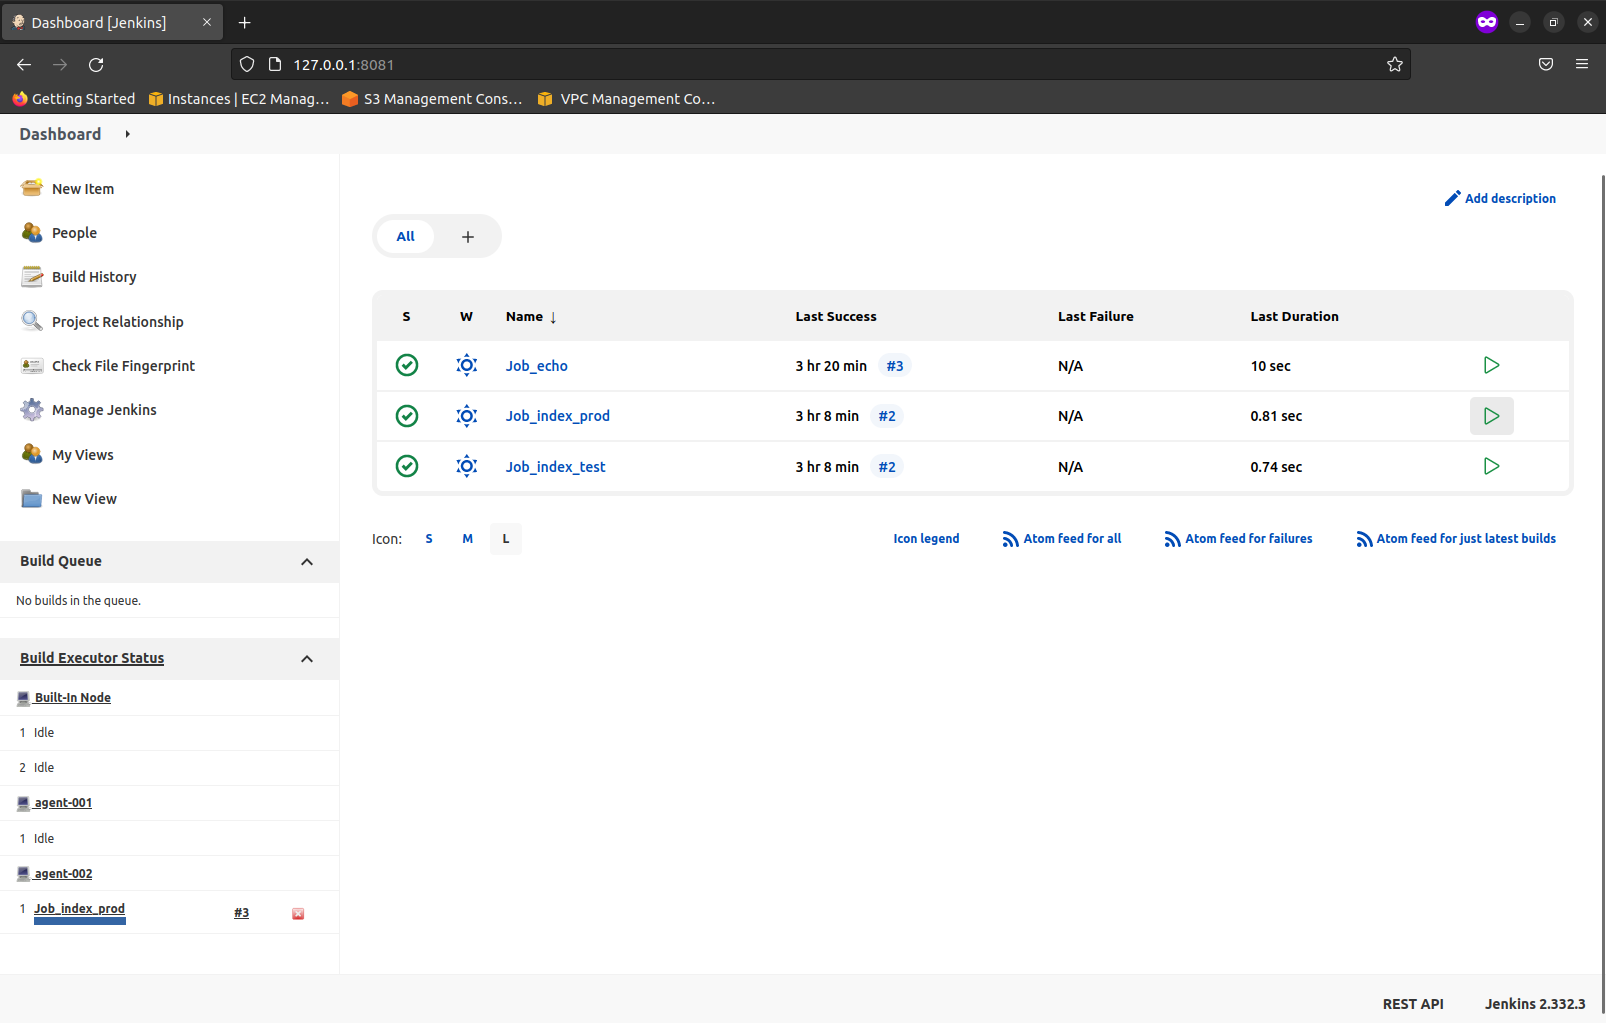 Dashboard [Jenkins]
127.0.0.1:8081
Getting Started Instances | EC2 Manag… S3 Management Cons… VPC Management Co…
Dashboard
New Item
People
Build History
Project Relationship
Check File Fingerprint
Manage Jenkins
My Views
New View
Build Queue
No builds in the queue.
Build Executor Status
Built-In Node
1 Idle
2 Idle
agent-001
1 Idle
agent-002
1 Job_index_prod #3
Add description
All +
S W Name ↓ Last Success Last Failure Last Duration
Job_echo 3 hr 20 min #3 N/A 10 sec
Job_index_prod 3 hr 8 min #2 N/A 0.81 sec
Job_index_test 3 hr 8 min #2 N/A 0.74 sec
Icon: S M L Icon legend Atom feed for all Atom feed for failures Atom feed for just latest builds
REST API Jenkins 2.332.3